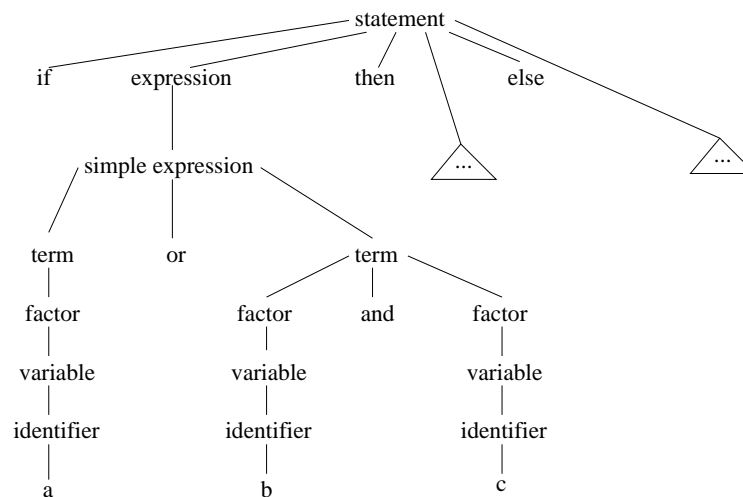 statement
if expression then else
simple expression ... ...
term or term
factor factor and factor
variable variable variable
identifier identifier identifier
a b c